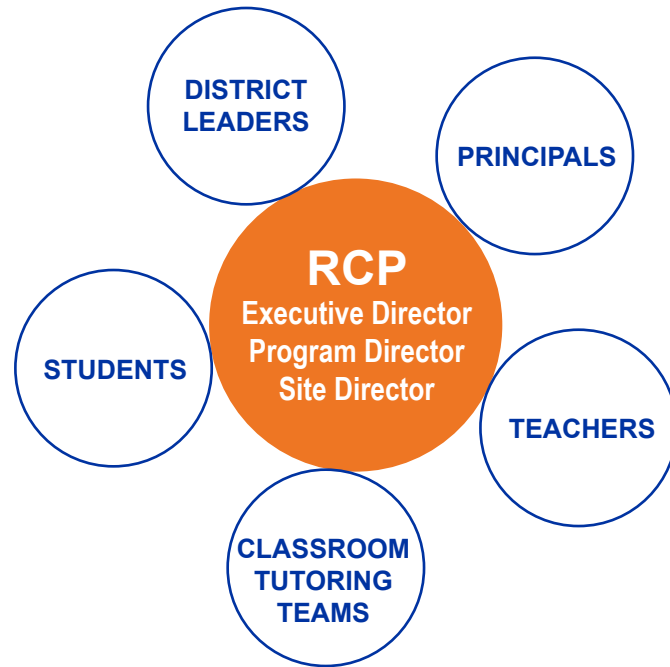 DISTRICT
LEADERS
PRINCIPALS
RCP
Executive Director
Program Director
Site Director
STUDENTS
TEACHERS
CLASSROOM
TUTORING
TEAMS